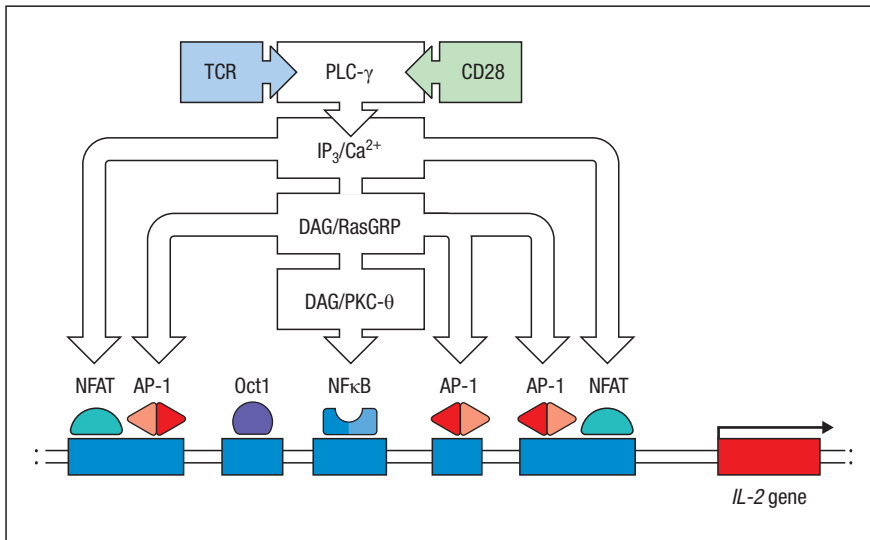 TCR
PLC-γ
CD28
IP₃/Ca²⁺
DAG/RasGRP
DAG/PKC-θ
NFAT
AP-1
Oct1
NFκB
AP-1
AP-1
NFAT
IL-2 gene